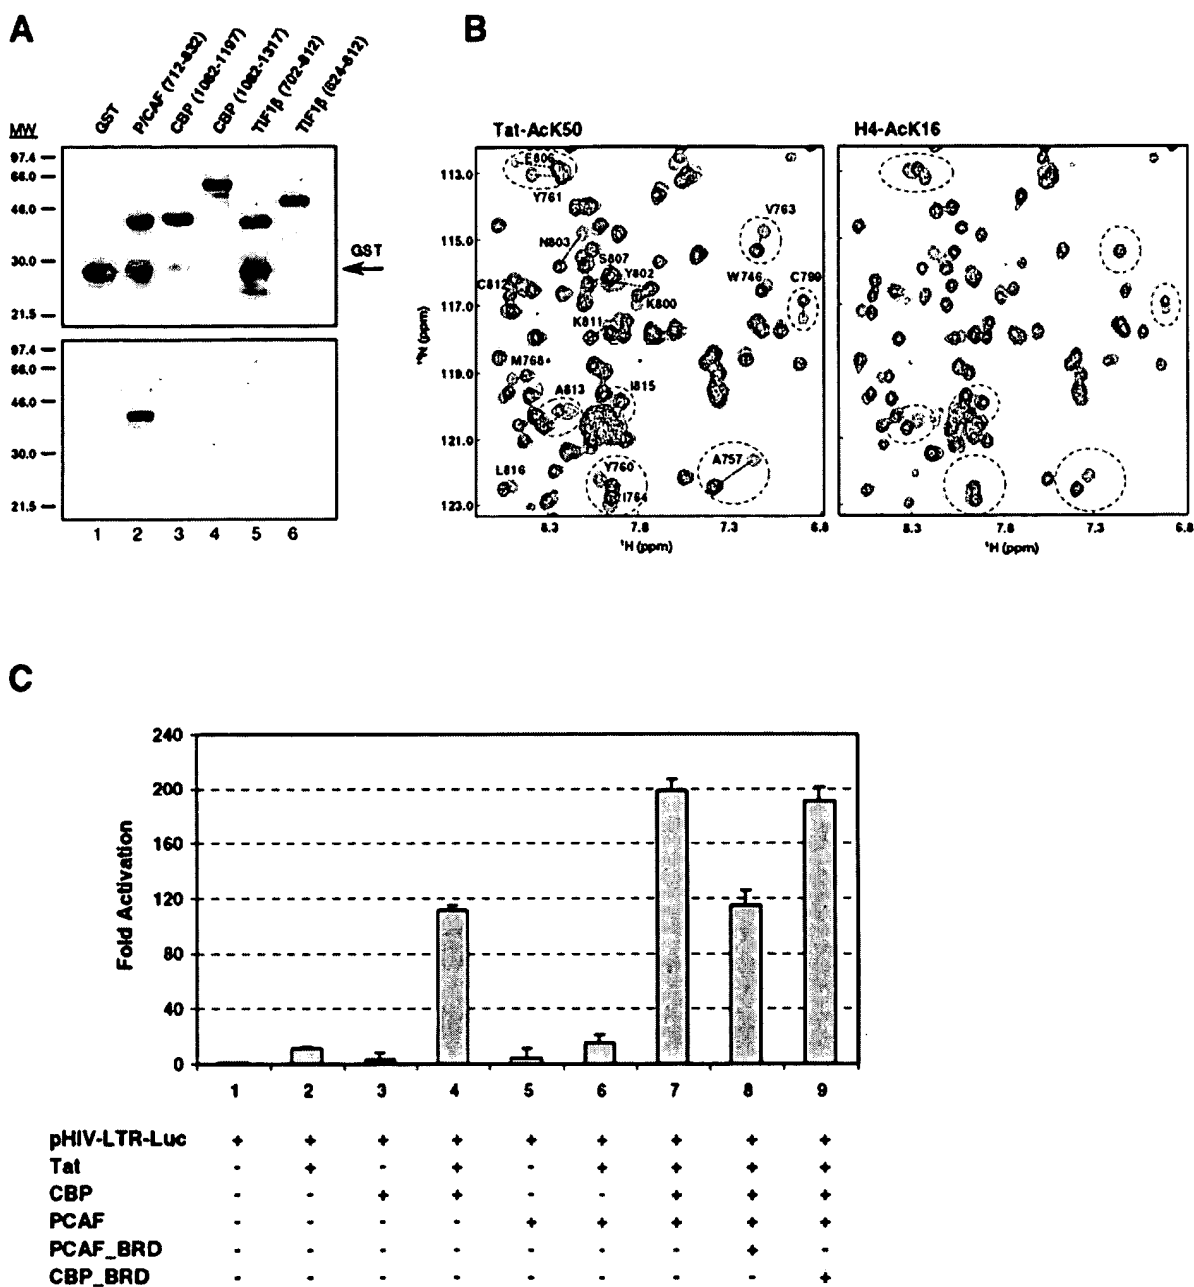 A
GST
P/CAF (712-832)
CBP (1082-1197)
CBP (1082-1317)
TIF1β (702-812)
TIF1β (624-812)
MW
97.4
66.0
46.0
30.0
21.5
GST
97.4
66.0
46.0
30.0
21.5
1 2 3 4 5 6
B
Tat-AcK50
H4-AcK16
113.0
115.0
117.0
119.0
121.0
123.0
¹⁵N (ppm)
E806
Y761
V763
N803
S807
Y802
W746
C799
C812
K800
K811
M768
A813
I815
L816
Y760
A757
I764
8.3 7.8 7.3 6.8
¹H (ppm)
8.3 7.8 7.3 6.8
¹H (ppm)
C
Fold Activation
240
200
160
120
80
40
0
1 2 3 4 5 6 7 8 9
pHIV-LTR-Luc + + + + + + + + +
Tat - + - + - + + + +
CBP - - + + - - + + +
PCAF - - - - + + + + +
PCAF_BRD - - - - - - - + -
CBP_BRD - - - - - - - - +